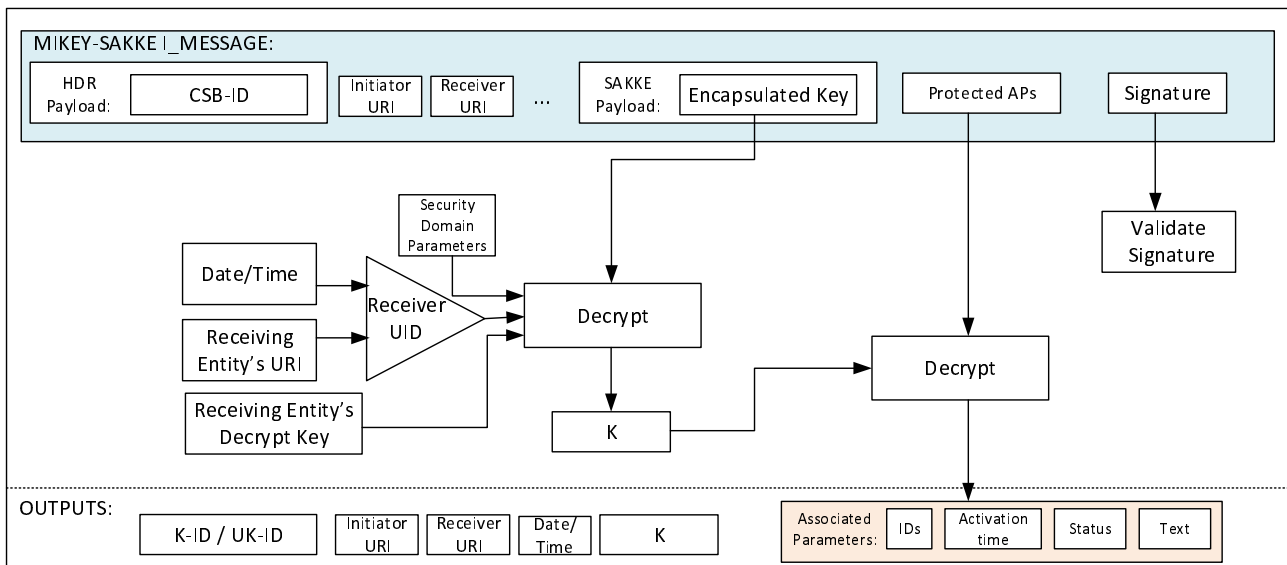 MIKEY-SAKKE I_MESSAGE:
HDR
Payload:
CSB-ID
Initiator
URI
Receiver
URI
...
SAKKE
Payload:
Encapsulated Key
Protected APs
Signature
Security
Domain
Parameters
Validate
Signature
Date/Time
Receiver
UID
Decrypt
Receiving
Entity's URI
Decrypt
Receiving Entity's
Decrypt Key
K
OUTPUTS:
K-ID / UK-ID
Initiator
URI
Receiver
URI
Date/
Time
K
Associated
Parameters:
IDs
Activation
time
Status
Text